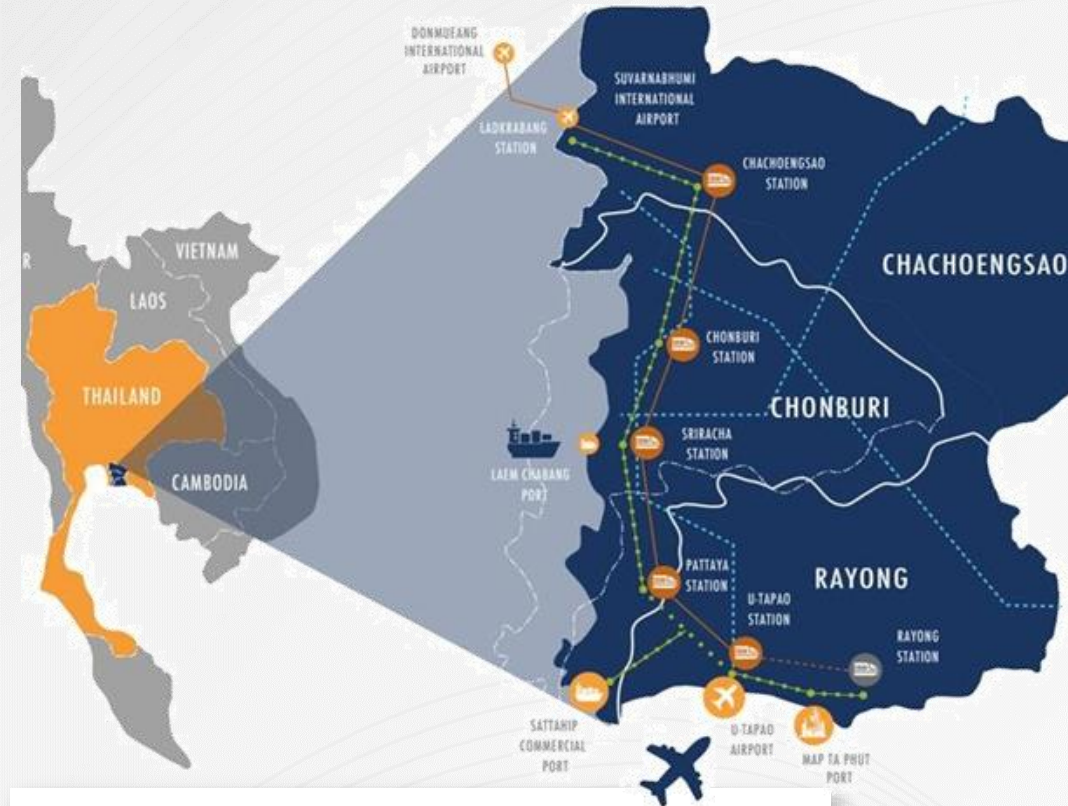 DONMUEANG
INTERNATIONAL
AIRPORT
SUVARNABHUMI
INTERNATIONAL
AIRPORT
LADKRABANG
STATION
CHACHOENGSAO
STATION
VIETNAM
R
LAOS
CHACHOENGSAO
CHONBURI
STATION
THAILAND
CHONBURI
SRIRACHA
STATION
LAEM CHABANG
PORT
CAMBODIA
PATTAYA
STATION
RAYONG
U-TAPAO
STATION
RAYONG
STATION
SATTAHIP
COMMERCIAL
PORT
U-TAPAO
AIRPORT
MAP TA PHUT
PORT